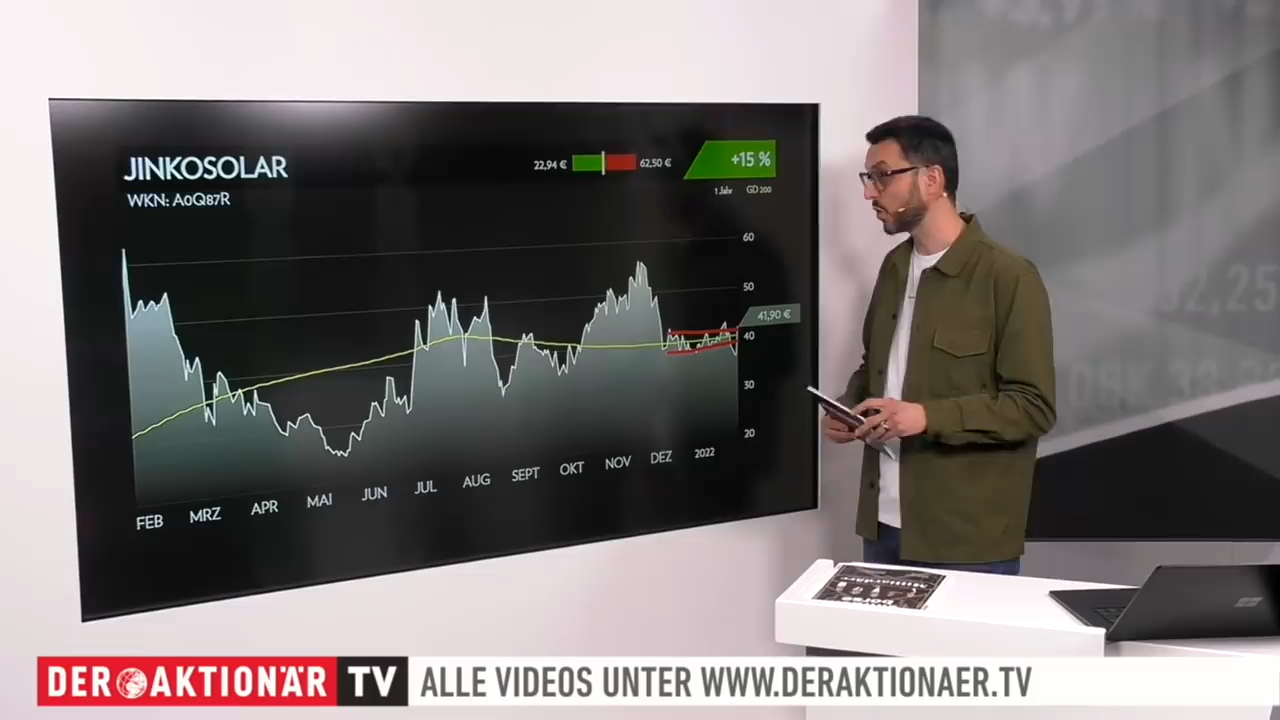 JINKOSOLAR
WKN: A0Q87R
22,94 €
62,50 €
+15 %
1 Jahr
GD 200
60
50
41,90 €
40
30
20
FEB
MRZ
APR
MAI
JUN
JUL
AUG
SEPT
OKT
NOV
DEZ
2022
DER AKTIONÄR TV
ALLE VIDEOS UNTER WWW.DERAKTIONAER.TV